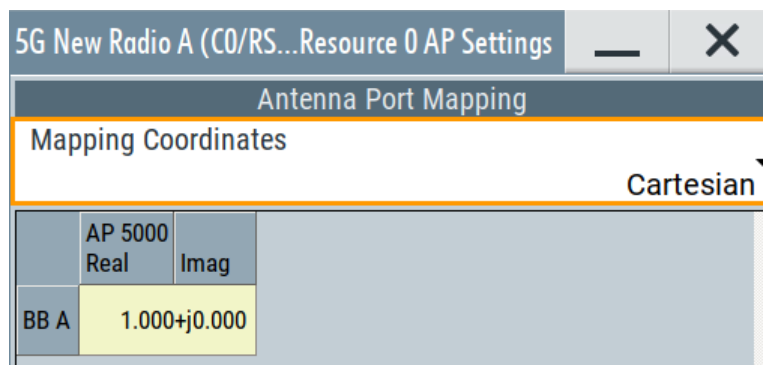 5G New Radio A (C0/RS...Resource 0 AP Settings
Antenna Port Mapping
Mapping Coordinates
Cartesian
AP 5000
Real Imag
BB A 1.000+j0.000